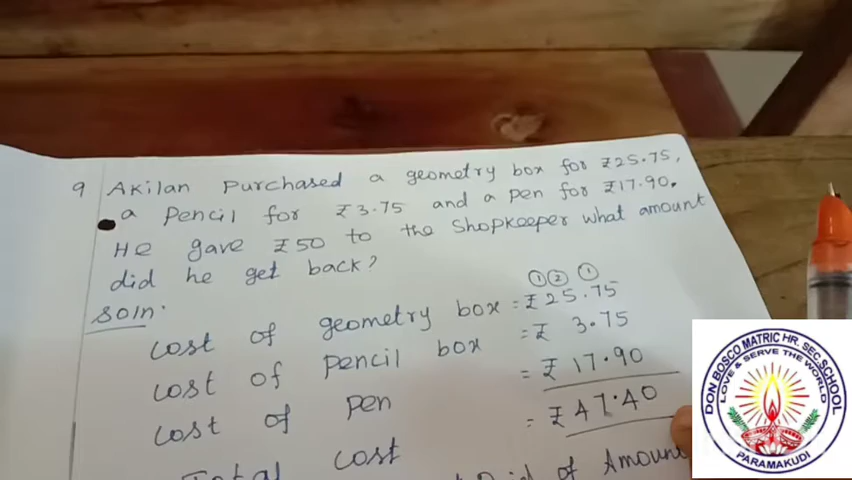 9 Akilan Purchased a geometry box for ₹25.75,
a Pencil for ₹3.75 and a Pen for ₹17.90.
He gave ₹50 to the Shopkeeper what amount
did he get back?
Soln.
① ② ①
Cost of geometry box = ₹25.75
Cost of Pencil box = ₹ 3.75
Cost of Pen = ₹17.90
Total Cost = ₹47.40
of Amount
DON BOSCO MATRIC HR. SEC SCHOOL
LOVE & SERVE THE WORLD
PARAMAKUDI